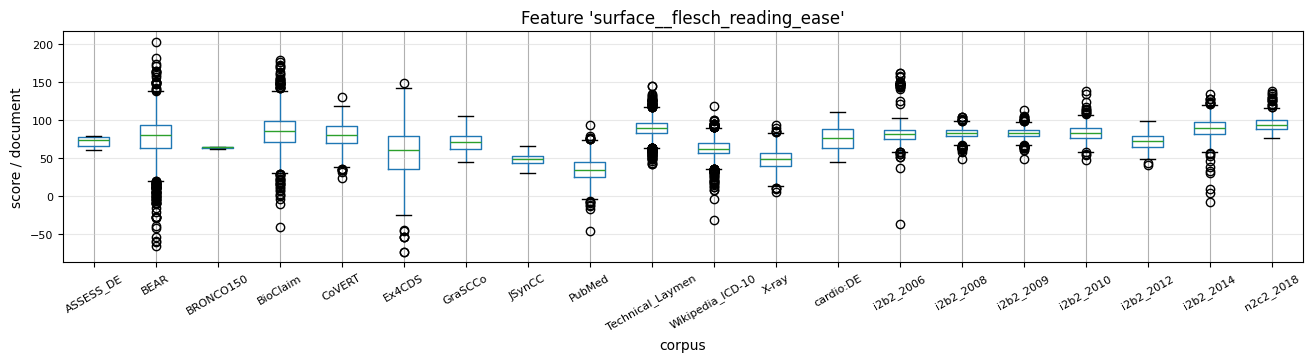 Feature 'surface__flesch_reading_ease'
score / document
200
150
100
50
0
−50
ASSESS_DE
BEAR
BRONCO150
BioClaim
CoVERT
Ex4CDS
GraSCCo
JSynCC
PubMed
Technical_Laymen
Wikipedia_ICD-10
X-ray
cardio:DE
i2b2_2006
i2b2_2008
i2b2_2009
i2b2_2010
i2b2_2012
i2b2_2014
n2c2_2018
corpus